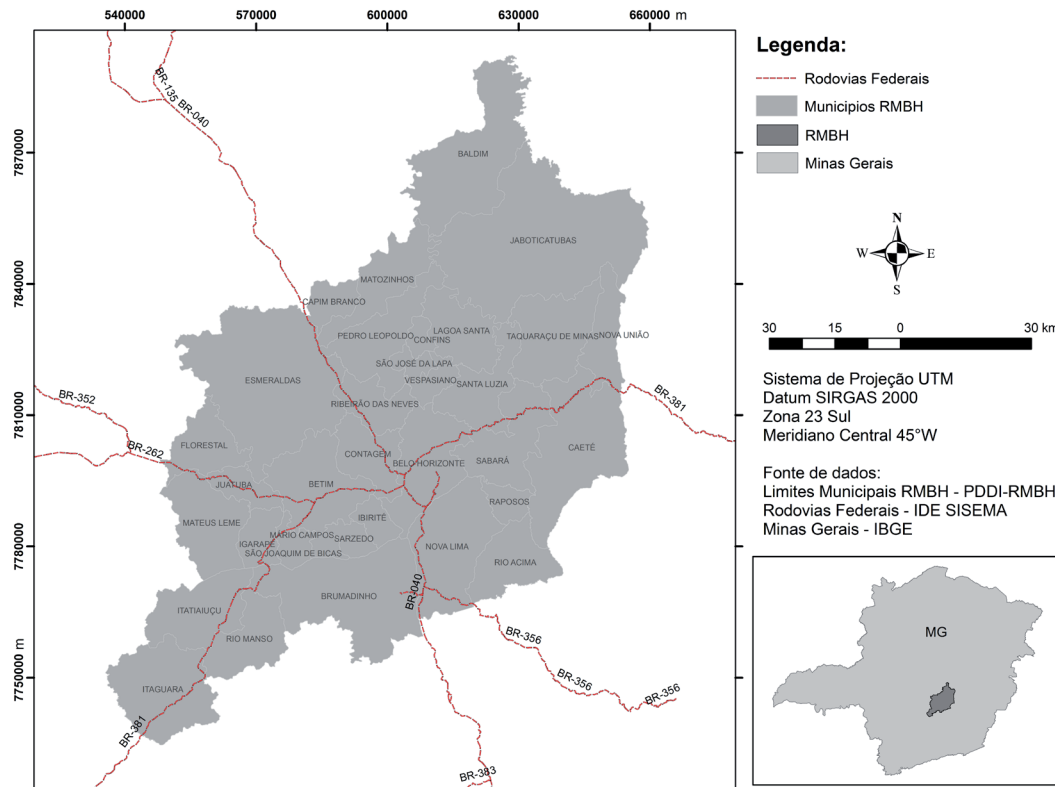 540000
570000
600000
630000
660000 m
7870000
7840000
7810000
7780000
7750000 m
BR-135
BR-040
BALDIM
JABOTICATUBAS
MATOZINHOS
CAPIM BRANCO
PEDRO LEOPOLDO
LAGOA SANTA
CONFINS
TAQUARAÇU DE MINAS
NOVA UNIÃO
SÃO JOSÉ DA LAPA
VESPASIANO
SANTA LUZIA
ESMERALDAS
RIBEIRÃO DAS NEVES
BR-352
BR-381
FLORESTAL
BR-262
CONTAGEM
BELO HORIZONTE
SABARÁ
CAETÉ
JUATUBA
BETIM
RAPOSOS
MATEUS LEME
IBIRITÉ
MÁRIO CAMPOS
SARZEDO
IGARAPÉ
SÃO JOAQUIM DE BICAS
NOVA LIMA
RIO ACIMA
BRUMADINHO
BR-040
ITATIAIUÇU
RIO MANSO
BR-356
BR-356
BR-356
ITAGUARA
BR-381
BR-383
Legenda:
Rodovias Federais
Municipios RMBH
RMBH
Minas Gerais
N
W
E
S
30 15 0 30 km
Sistema de Projeção UTM
Datum SIRGAS 2000
Zona 23 Sul
Meridiano Central 45°W
Fonte de dados:
Limites Municipais RMBH - PDDI-RMBH
Rodovias Federais - IDE SISEMA
Minas Gerais - IBGE
MG